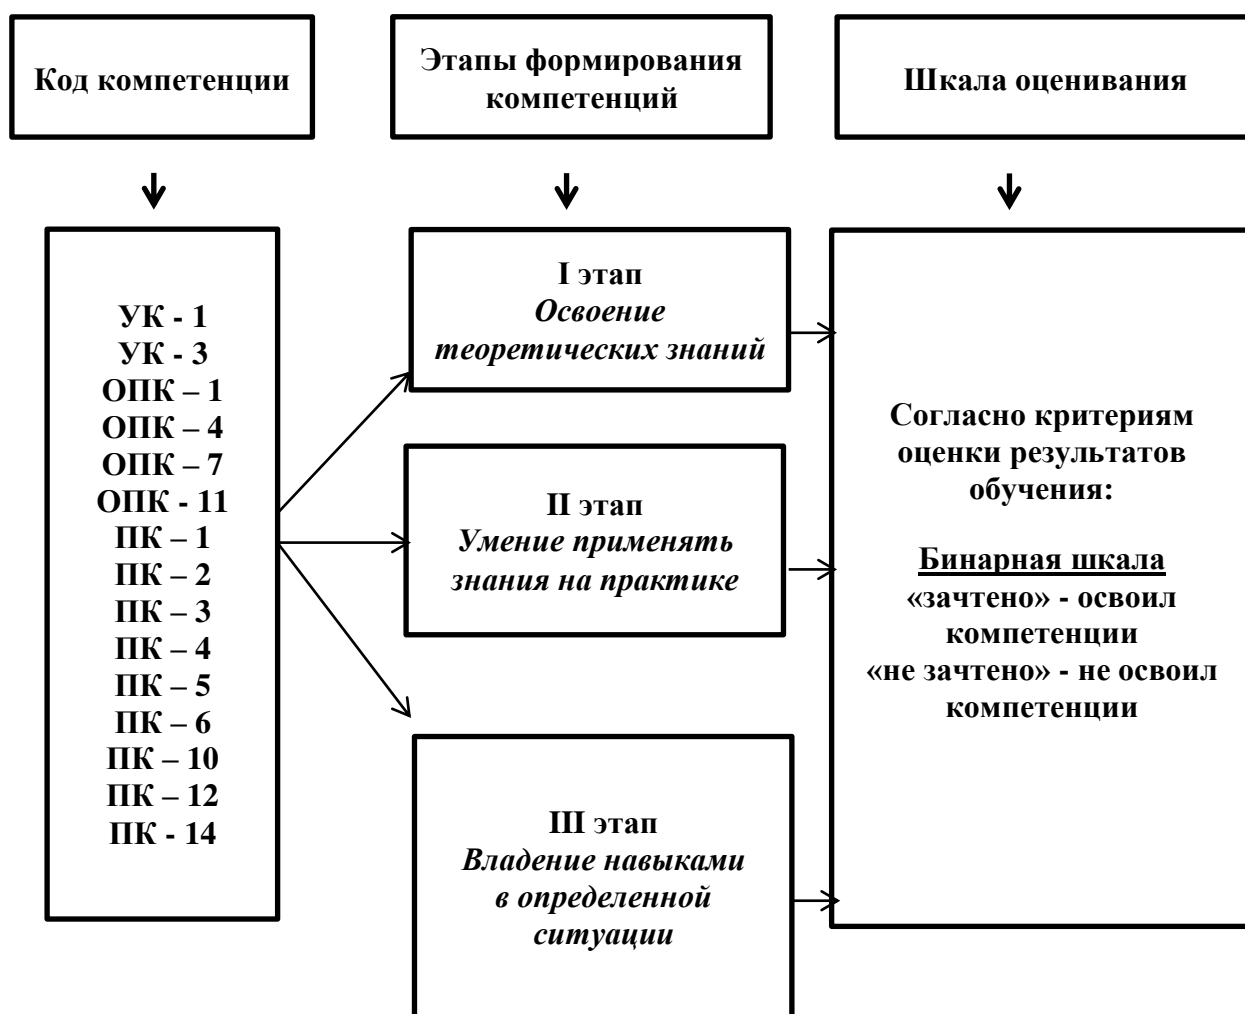 Код компетенции
Этапы формирования
компетенций
Шкала оценивания
УК - 1
УК - 3
ОПК – 1
ОПК – 4
ОПК – 7
ОПК - 11
ПК – 1
ПК – 2
ПК – 3
ПК – 4
ПК – 5
ПК – 6
ПК – 10
ПК – 12
ПК - 14
I этап
Освоение
теоретических знаний
II этап
Умение применять
знания на практике
III этап
Владение навыками
в определенной
ситуации
Согласно критериям
оценки результатов
обучения:
Бинарная шкала
«зачтено» - освоил
компетенции
«не зачтено» - не освоил
компетенции